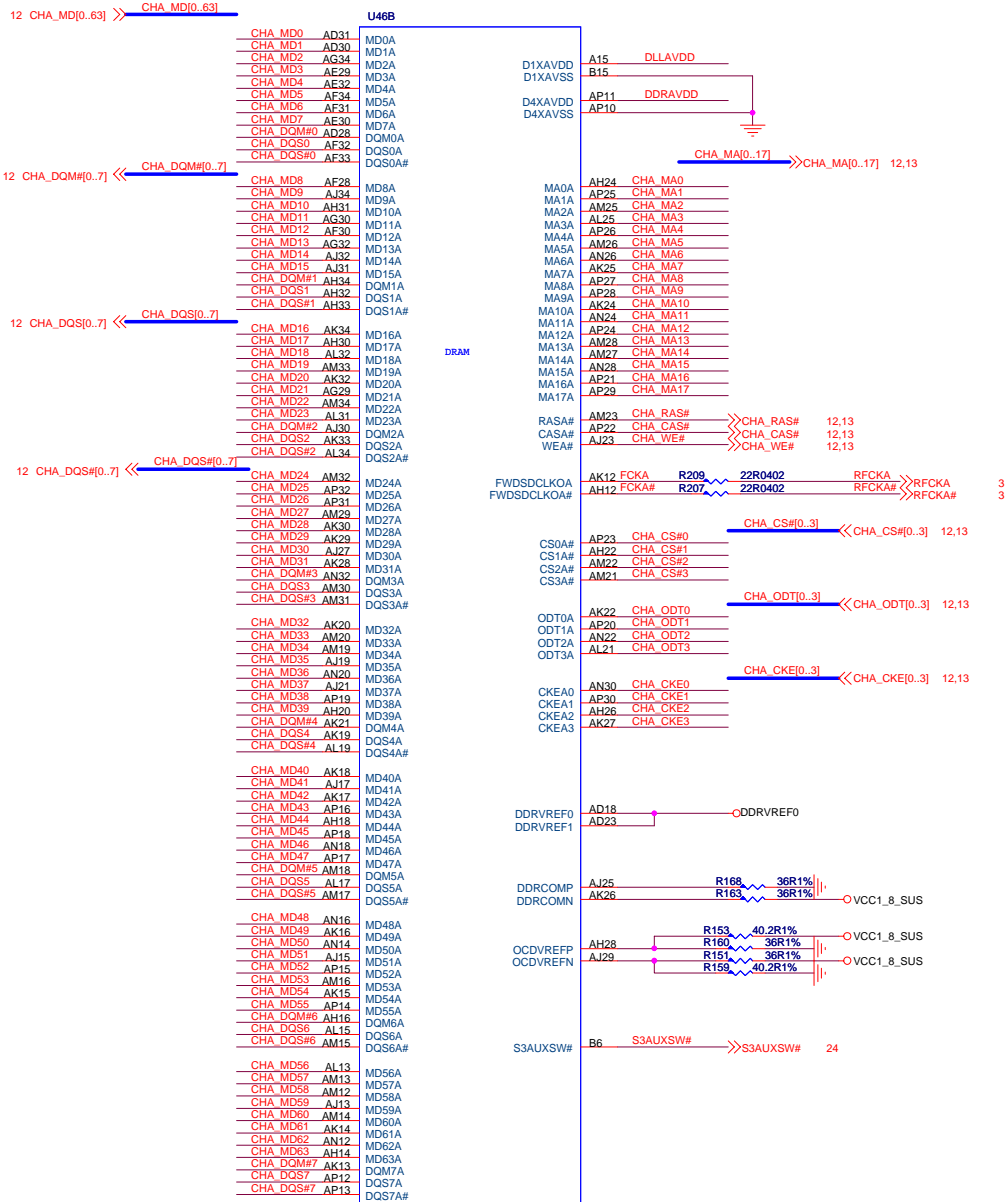 12 CHA_MD[0..63] CHA_MD[0..63]
U46B
CHA_MD0 AD31 MD0A
CHA_MD1 AD30 MD1A
CHA_MD2 AG34 MD2A
CHA_MD3 AE29 MD3A
CHA_MD4 AE32 MD4A
CHA_MD5 AF34 MD5A
CHA_MD6 AF31 MD6A
CHA_MD7 AE30 MD7A
CHA_DQM#0 AD28 DQM0A
CHA_DQS0 AF32 DQS0A
CHA_DQS#0 AF33 DQS0A#
12 CHA_DQM#[0..7] CHA_DQM#[0..7]
CHA_MD8 AF28 MD8A
CHA_MD9 AJ34 MD9A
CHA_MD10 AH31 MD10A
CHA_MD11 AG30 MD11A
CHA_MD12 AF30 MD12A
CHA_MD13 AG32 MD13A
CHA_MD14 AJ32 MD14A
CHA_MD15 AJ31 MD15A
CHA_DQM#1 AH34 DQM1A
CHA_DQS1 AH32 DQS1A
CHA_DQS#1 AH33 DQS1A#
12 CHA_DQS[0..7] CHA_DQS[0..7]
CHA_MD16 AK34 MD16A
CHA_MD17 AH30 MD17A
CHA_MD18 AL32 MD18A
CHA_MD19 AM33 MD19A
CHA_MD20 AK32 MD20A
CHA_MD21 AG29 MD21A
CHA_MD22 AM34 MD22A
CHA_MD23 AL31 MD23A
CHA_DQM#2 AJ30 DQM2A
CHA_DQS2 AK33 DQS2A
CHA_DQS#2 AL34 DQS2A#
12 CHA_DQS#[0..7] CHA_DQS#[0..7]
CHA_MD24 AM32 MD24A
CHA_MD25 AP32 MD25A
CHA_MD26 AP31 MD26A
CHA_MD27 AM29 MD27A
CHA_MD28 AK30 MD28A
CHA_MD29 AK29 MD29A
CHA_MD30 AJ27 MD30A
CHA_MD31 AK28 MD31A
CHA_DQM#3 AN32 DQM3A
CHA_DQS3 AM30 DQS3A
CHA_DQS#3 AM31 DQS3A#
CHA_MD32 AK20 MD32A
CHA_MD33 AM20 MD33A
CHA_MD34 AM19 MD34A
CHA_MD35 AJ19 MD35A
CHA_MD36 AN20 MD36A
CHA_MD37 AJ21 MD37A
CHA_MD38 AP19 MD38A
CHA_MD39 AH20 MD39A
CHA_DQM#4 AK21 DQM4A
CHA_DQS4 AK19 DQS4A
CHA_DQS#4 AL19 DQS4A#
CHA_MD40 AK18 MD40A
CHA_MD41 AJ17 MD41A
CHA_MD42 AK17 MD42A
CHA_MD43 AP16 MD43A
CHA_MD44 AH18 MD44A
CHA_MD45 AP18 MD45A
CHA_MD46 AN18 MD46A
CHA_MD47 AP17 MD47A
CHA_DQM#5 AM18 DQM5A
CHA_DQS5 AL17 DQS5A
CHA_DQS#5 AM17 DQS5A#
CHA_MD48 AN16 MD48A
CHA_MD49 AK16 MD49A
CHA_MD50 AN14 MD50A
CHA_MD51 AJ15 MD51A
CHA_MD52 AP15 MD52A
CHA_MD53 AM16 MD53A
CHA_MD54 AK15 MD54A
CHA_MD55 AP14 MD55A
CHA_DQM#6 AH16 DQM6A
CHA_DQS6 AL15 DQS6A
CHA_DQS#6 AM15 DQS6A#
CHA_MD56 AL13 MD56A
CHA_MD57 AM13 MD57A
CHA_MD58 AM12 MD58A
CHA_MD59 AJ13 MD59A
CHA_MD60 AM14 MD60A
CHA_MD61 AK14 MD61A
CHA_MD62 AN12 MD62A
CHA_MD63 AH14 MD63A
CHA_DQM#7 AK13 DQM7A
CHA_DQS7 AP12 DQS7A
CHA_DQS#7 AP13 DQS7A#
DRAM
D1XAVDD A15 DLLAVDD
D1XAVSS B15
D4XAVDD AP11 DDRAVDD
D4XAVSS AP10
CHA_MA[0..17] CHA_MA[0..17] 12,13
MA0A AH24 CHA_MA0
MA1A AP25 CHA_MA1
MA2A AM25 CHA_MA2
MA3A AL25 CHA_MA3
MA4A AP26 CHA_MA4
MA5A AM26 CHA_MA5
MA6A AN26 CHA_MA6
MA7A AK25 CHA_MA7
MA8A AP27 CHA_MA8
MA9A AP28 CHA_MA9
MA10A AK24 CHA_MA10
MA11A AN24 CHA_MA11
MA12A AP24 CHA_MA12
MA13A AM28 CHA_MA13
MA14A AM27 CHA_MA14
MA15A AN28 CHA_MA15
MA16A AP21 CHA_MA16
MA17A AP29 CHA_MA17
RASA# AM23 CHA_RAS# CHA_RAS# 12,13
CASA# AP22 CHA_CAS# CHA_CAS# 12,13
WEA# AJ23 CHA_WE# CHA_WE# 12,13
FWDSDCLKOA AK12 FCKA R209 22R0402 RFCKA RFCKA 3
FWDSDCLKOA# AH12 FCKA# R207 22R0402 RFCKA# RFCKA# 3
CHA_CS#[0..3] CHA_CS#[0..3] 12,13
CS0A# AP23 CHA_CS#0
CS1A# AH22 CHA_CS#1
CS2A# AM22 CHA_CS#2
CS3A# AM21 CHA_CS#3
CHA_ODT[0..3] CHA_ODT[0..3] 12,13
ODT0A AK22 CHA_ODT0
ODT1A AP20 CHA_ODT1
ODT2A AN22 CHA_ODT2
ODT3A AL21 CHA_ODT3
CHA_CKE[0..3] CHA_CKE[0..3] 12,13
CKEA0 AN30 CHA_CKE0
CKEA1 AP30 CHA_CKE1
CKEA2 AH26 CHA_CKE2
CKEA3 AK27 CHA_CKE3
DDRVREF0 AD18 DDRVREF0
DDRVREF1 AD23
DDRCOMP AJ25 R168 36R1%
DDRCOMN AK26 R163 36R1% VCC1_8_SUS
R153 40.2R1% VCC1_8_SUS
OCDVREFP AH28 R160 36R1%
OCDVREFN AJ29 R151 36R1% VCC1_8_SUS
R159 40.2R1%
S3AUXSW# B6 S3AUXSW# S3AUXSW# 24